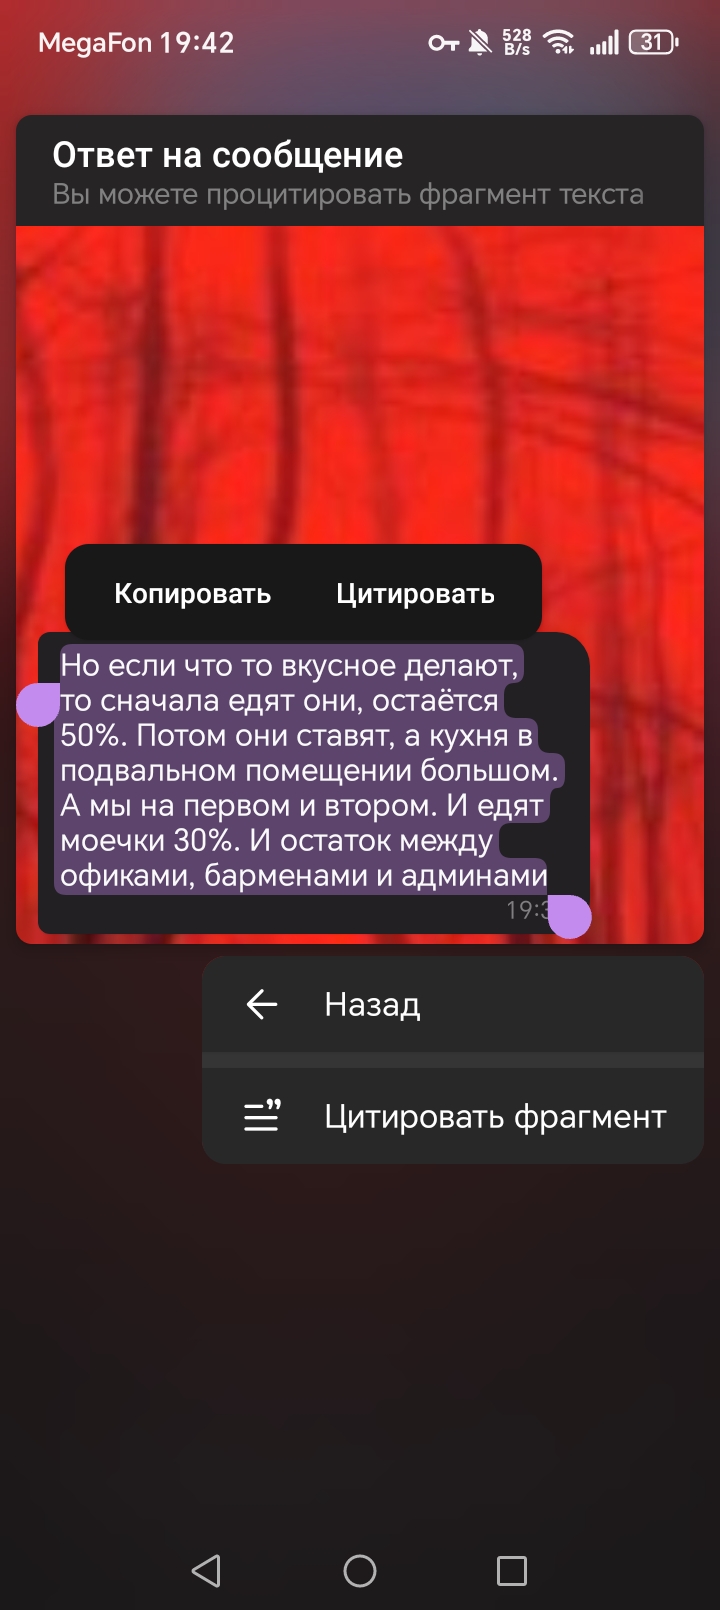 MegaFon 19:42
528
B/s
31
Ответ на сообщение
Вы можете процитировать фрагмент текста
Копировать Цитировать
Но если что то вкусное делают,
то сначала едят они, остаётся
50%. Потом они ставят, а кухня в
подвальном помещении большом.
А мы на первом и втором. И едят
моечки 30%. И остаток между
офиками, барменами и админами
Назад
Цитировать фрагмент